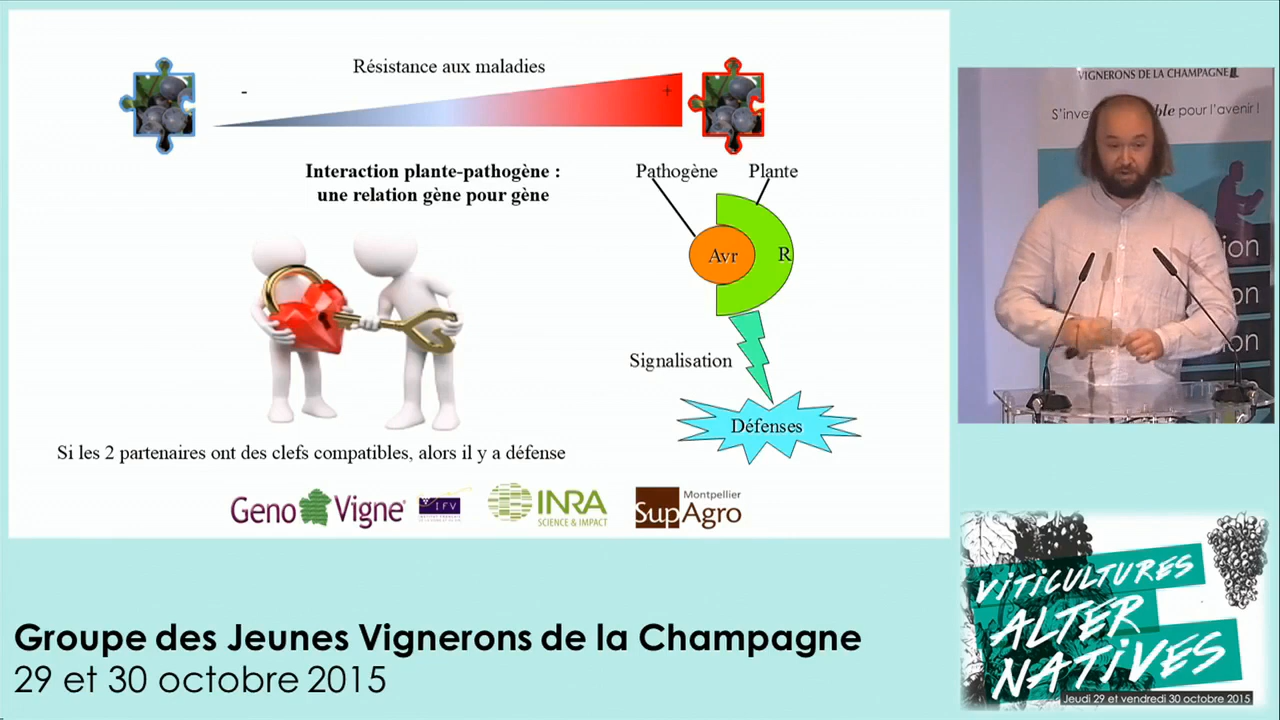 Résistance aux maladies
-
+
Interaction plante-pathogène :
une relation gène pour gène
Pathogène
Plante
Avr
R
Signalisation
Défenses
Si les 2 partenaires ont des clefs compatibles, alors il y a défense
Geno Vigne
IFV
INRA
SCIENCE & IMPACT
Montpellier
SupAgro
VIGNERONS DE LA CHAMPAGNE
pour l'avenir !
VITICULTURES
ALTER
NATIVES
Jeudi 29 et vendredi 30 octobre 2015
Groupe des Jeunes Vignerons de la Champagne
29 et 30 octobre 2015